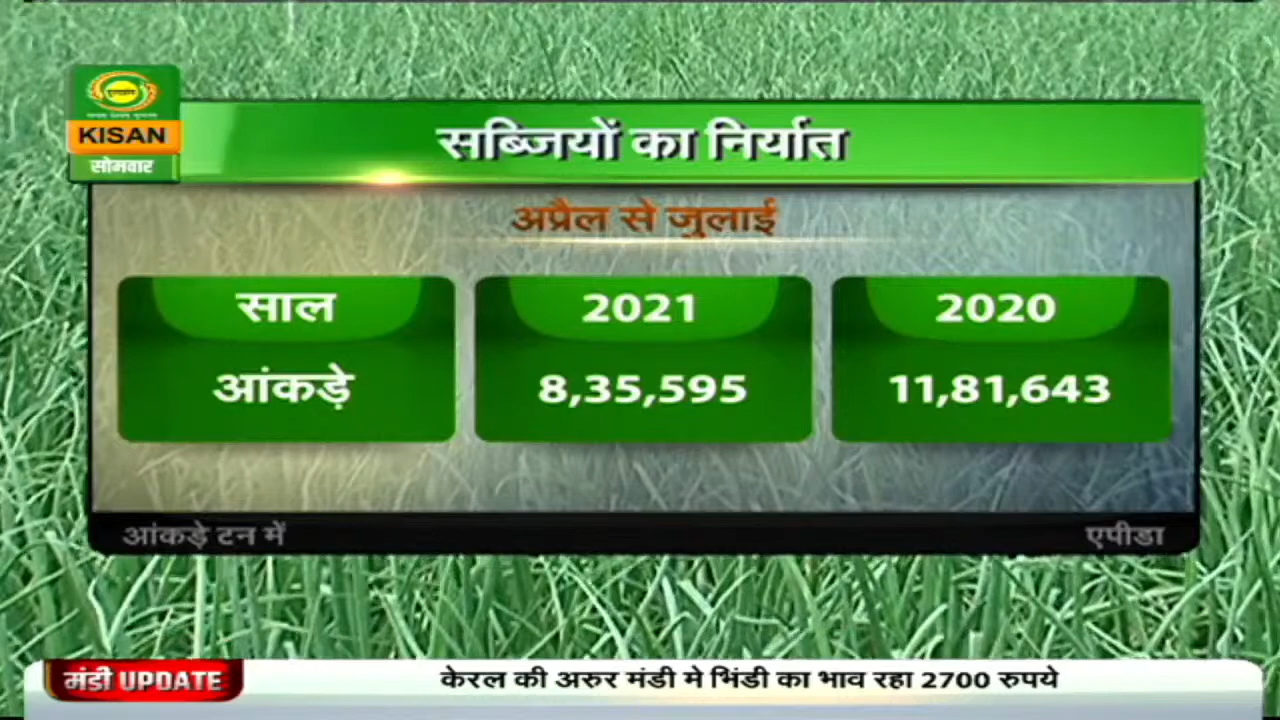 KISAN
सोमवार
सब्जियों का निर्यात
अप्रैल से जुलाई
साल 2021 2020
आंकड़े 8,35,595 11,81,643
आंकड़े टन में एपीडा
मंडी UPDATE केरल की अरुर मंडी मे भिंडी का भाव रहा 2700 रुपये